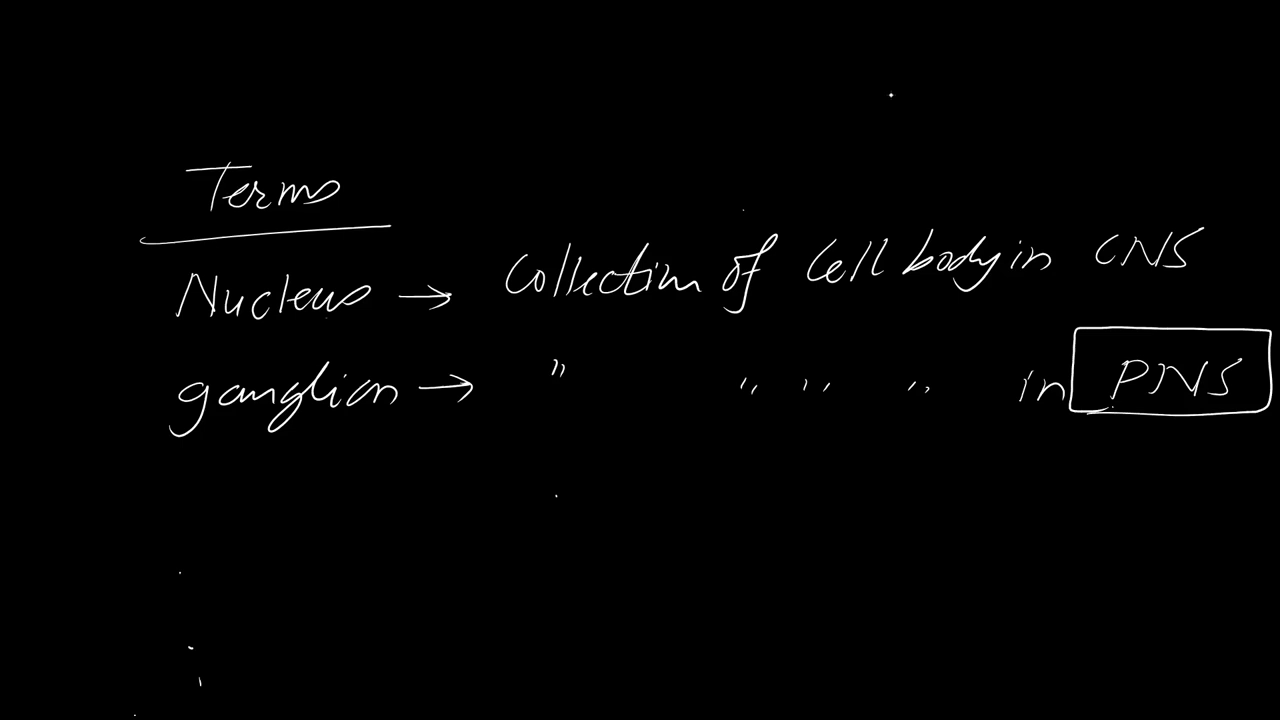 Terms
Nucleus → Collection of Cell body in CNS
ganglion → " " " " in PNS